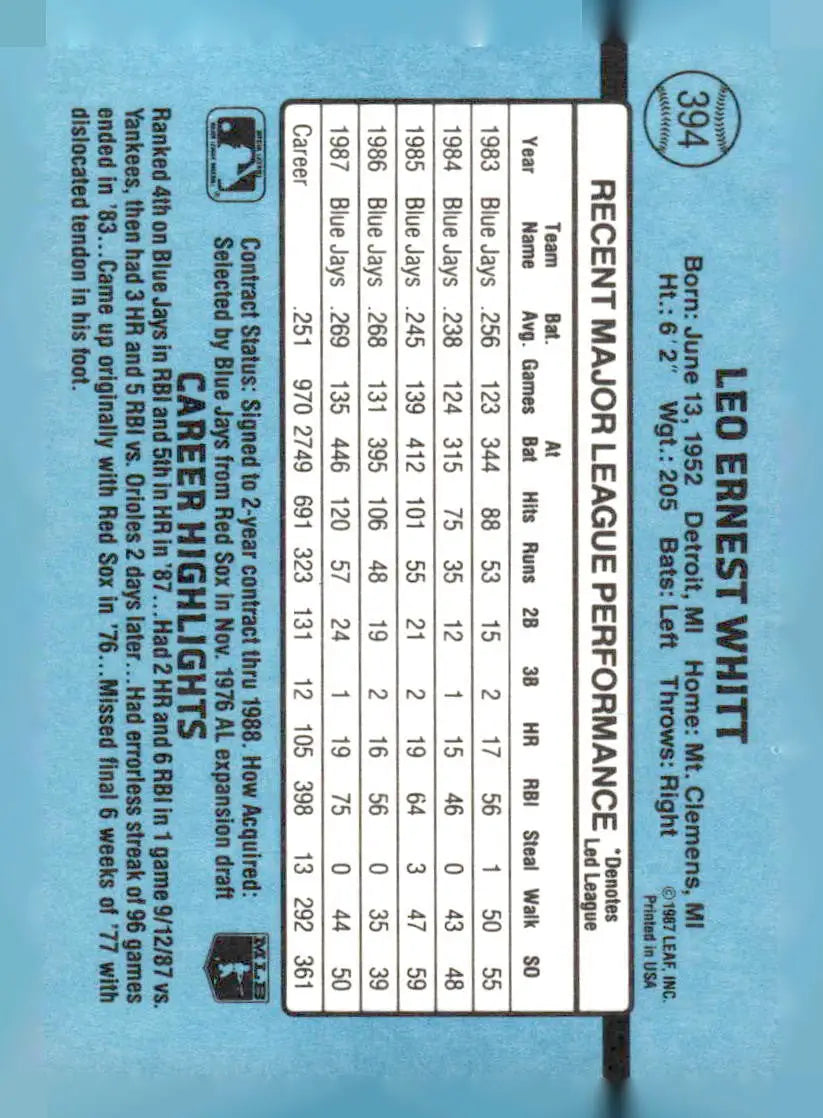 394
LEO ERNEST WHITT
Born: June 13, 1952 Detroit, MI Home: Mt. Clemens, MI
Ht.: 6'2" Wgt.: 205 Bats: Left Throws: Right
©1987 LEAF, INC.
Printed in USA
RECENT MAJOR LEAGUE PERFORMANCE *Denotes Led League
Year Team Name Bat. Avg. Games At Bat Hits Runs 2B 3B HR RBI Steal Walk SO
1983 Blue Jays .256 123 344 88 53 15 2 17 56 1 50 55
1984 Blue Jays .238 124 315 75 35 12 1 15 46 0 43 48
1985 Blue Jays .245 139 412 101 55 21 2 19 64 3 47 59
1986 Blue Jays .268 131 395 106 48 19 2 16 56 0 35 39
1987 Blue Jays .269 135 446 120 57 24 1 19 75 0 44 50
Career .251 970 2749 691 323 131 12 105 398 13 292 361
Contract Status: Signed to 2-year contract thru 1988. How Acquired:
Selected by Blue Jays from Red Sox in Nov. 1976 AL expansion draft
MLB
CAREER HIGHLIGHTS
Ranked 4th on Blue Jays in RBI and 5th in HR in '87...Had 2 HR and 6 RBI in 1 game 9/12/87 vs.
Yankees, then had 3 HR and 5 RBI vs. Orioles 2 days later...Had errorless streak of 96 games
ended in '83...Came up originally with Red Sox in '76...Missed final 6 weeks of '77 with
dislocated tendon in his foot.